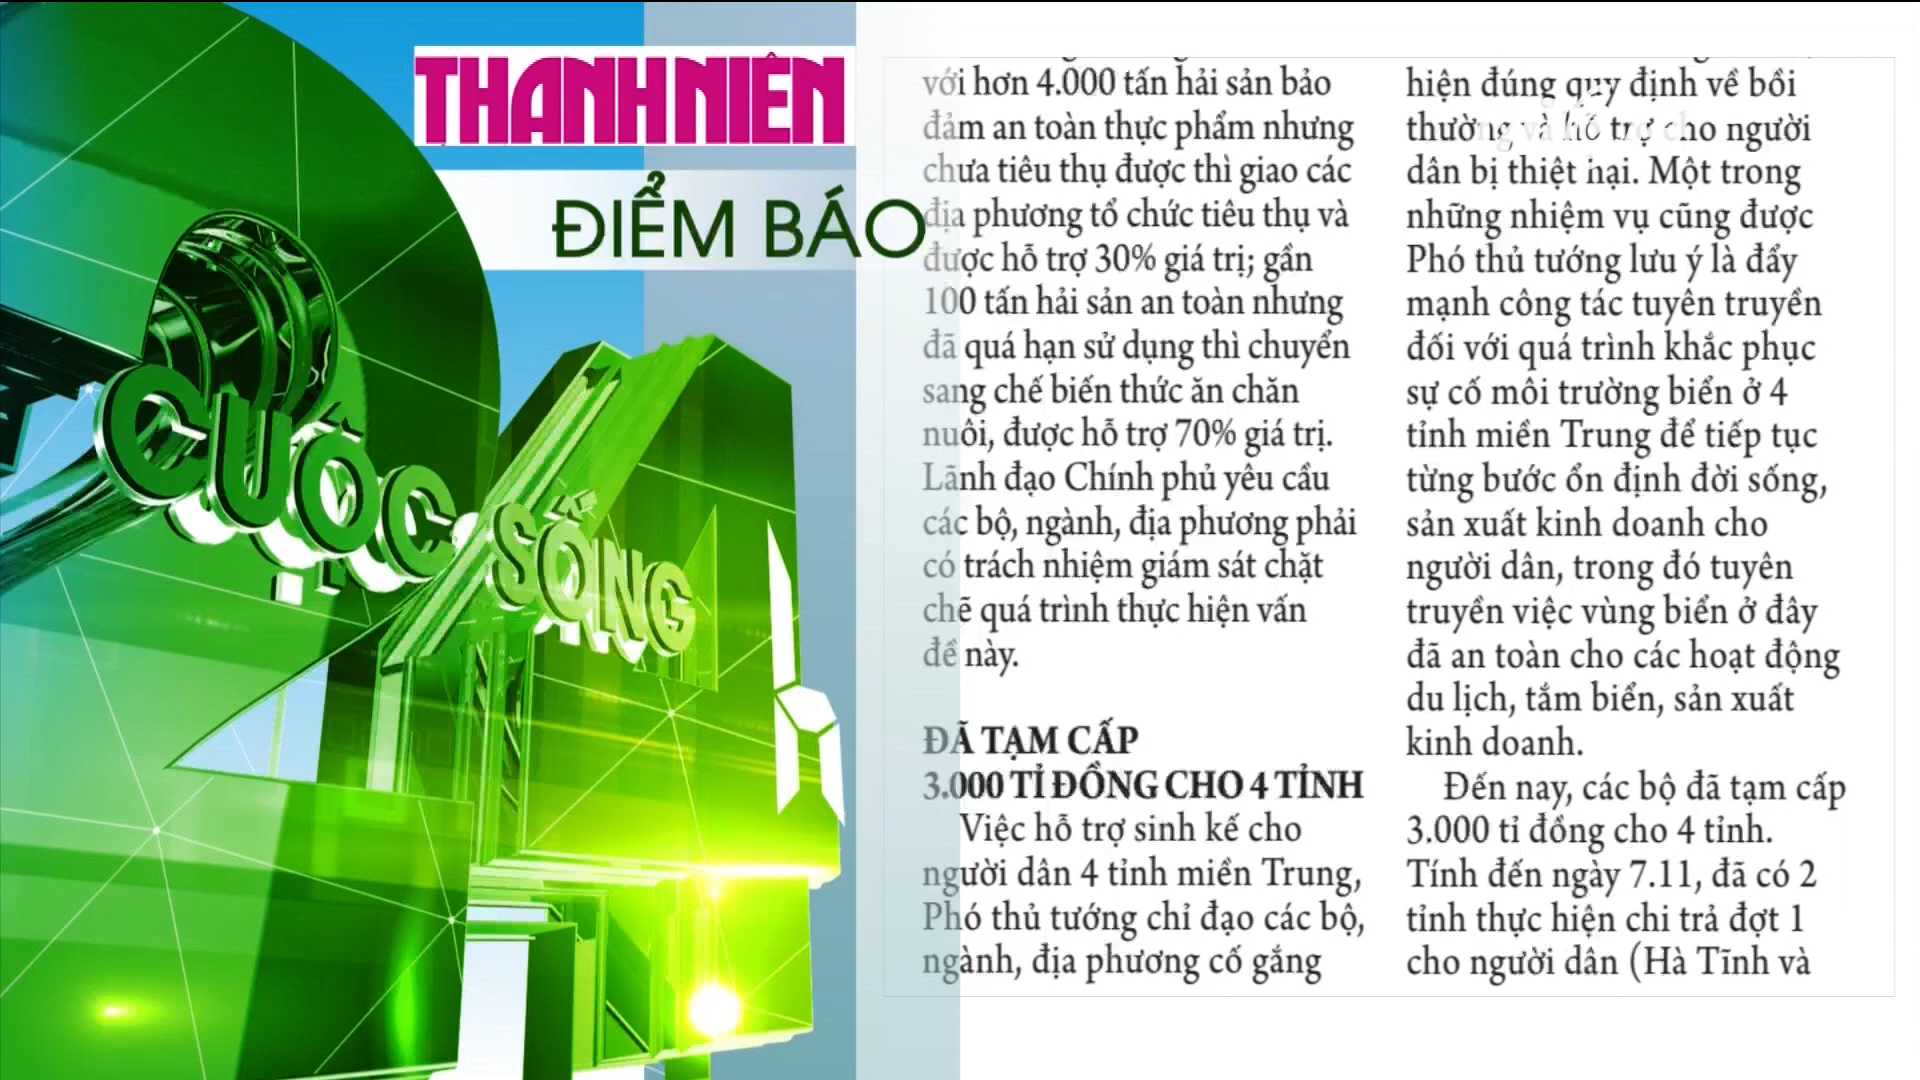 THANH NIÊN
ĐIỂM BÁO
CUỘC SỐNG
24h
với hơn 4.000 tấn hải sản bảo
đảm an toàn thực phẩm nhưng
chưa tiêu thụ được thì giao các
địa phương tổ chức tiêu thụ và
được hỗ trợ 30% giá trị; gần
100 tấn hải sản an toàn nhưng
đã quá hạn sử dụng thì chuyển
sang chế biến thức ăn chăn
nuôi, được hỗ trợ 70% giá trị.
Lãnh đạo Chính phủ yêu cầu
các bộ, ngành, địa phương phải
có trách nhiệm giám sát chặt
chẽ quá trình thực hiện vấn
đề này.
ĐÃ TẠM CẤP
3.000 TỈ ĐỒNG CHO 4 TỈNH
Việc hỗ trợ sinh kế cho
người dân 4 tỉnh miền Trung,
Phó thủ tướng chỉ đạo các bộ,
ngành, địa phương cố gắng
hiện đúng quy định về bồi
thường và hỗ trợ cho người
dân bị thiệt hại. Một trong
những nhiệm vụ cũng được
Phó thủ tướng lưu ý là đẩy
mạnh công tác tuyên truyền
đối với quá trình khắc phục
sự cố môi trường biển ở 4
tỉnh miền Trung để tiếp tục
từng bước ổn định đời sống,
sản xuất kinh doanh cho
người dân, trong đó tuyên
truyền việc vùng biển ở đây
đã an toàn cho các hoạt động
du lịch, tắm biển, sản xuất
kinh doanh.
Đến nay, các bộ đã tạm cấp
3.000 tỉ đồng cho 4 tỉnh.
Tính đến ngày 7.11, đã có 2
tỉnh thực hiện chi trả đợt 1
cho người dân (Hà Tĩnh và